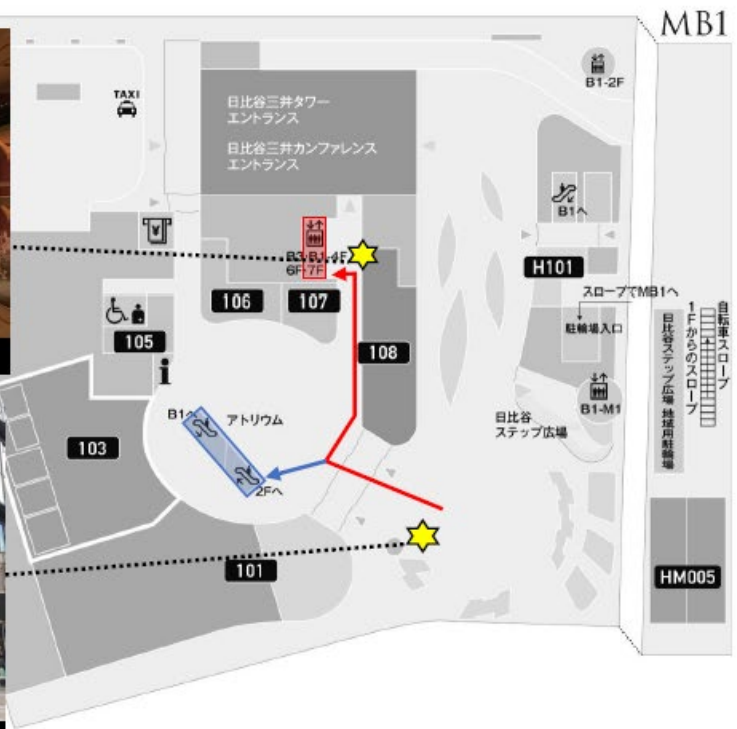 MB1
TAXI
日比谷三井タワー
エントランス
日比谷三井カンファレンス
エントランス
B1-2F
B1へ
¥
B3-B1-4F
6F-7F
H101
スロープでMB1へ
駐輪場入口
106
107
105
108
i
B1へ
アトリウム
2Fへ
103
101
日比谷
ステップ広場
B1-M1
自転車スロープ
1Fからのスロープ
日比谷ステップ広場 地域用駐輪場
HM005